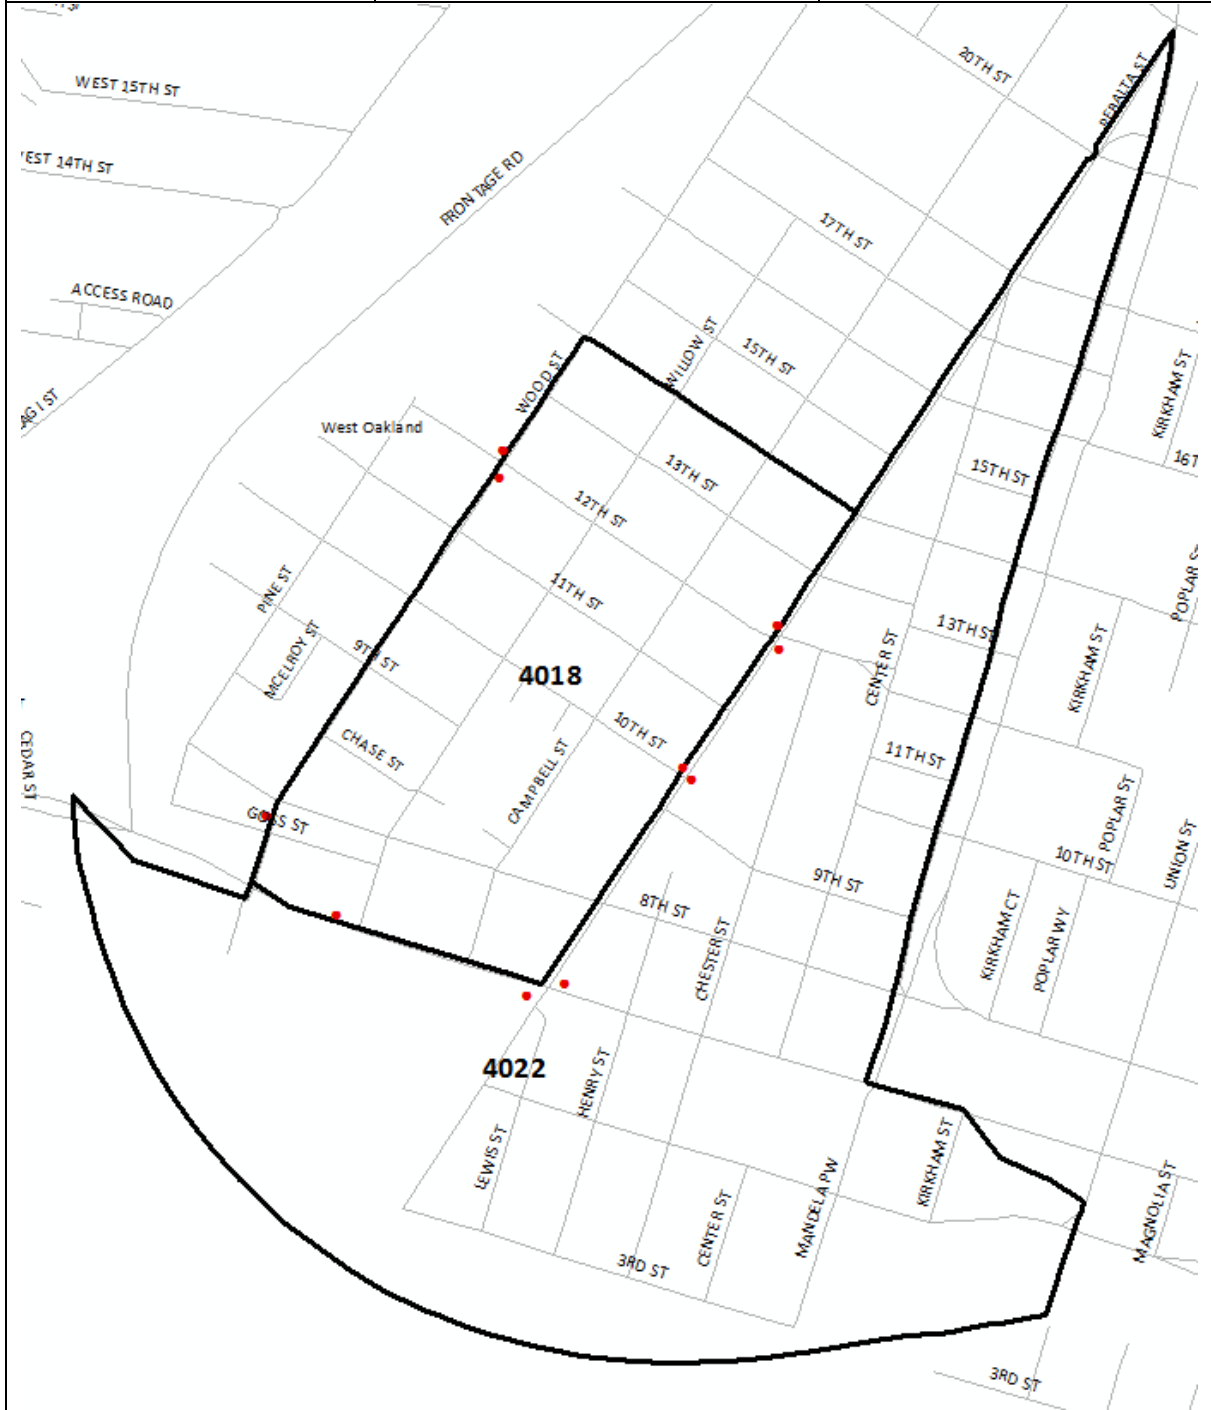 20TH ST
PERALTA ST
WEST 15TH ST
FRONTAGE RD
EST 14TH ST
17TH ST
ACCESS ROAD
WILLOW ST
15TH ST
KIRKHAM ST
WOOD ST
AGI ST
West Oakland
13TH ST
15TH ST
16T
12TH ST
POPLAR S
11TH ST
PINE ST
MCELROY ST
9TH ST
13TH ST
CENTER ST
KIRKHAM ST
4018
10TH ST
CHASE ST
CEDAR ST
CAMPBELL ST
11TH ST
POPLAR ST
GOSS ST
10TH ST
UNION ST
9TH ST
8TH ST
KIRKHAM CT
POPLAR WY
CHESTER ST
4022
HENRY ST
LEWIS ST
KIRKHAM ST
MANDELA PW
CENTER ST
MAGNOLIA ST
3RD ST
3RD ST